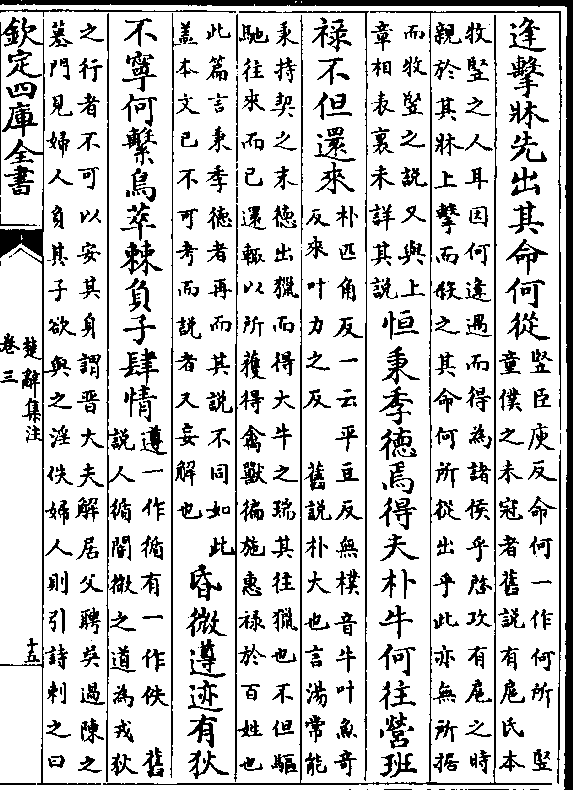 逢擊牀先出其命何從
豎臣庾反命何一作何所豎
童僕之未冠者舊說有扈氏本
牧豎之人耳因何逢遇而得為諸侯乎啟攻有扈之時
親於其牀上擊而殺之其命何所從出乎此亦無所據
而牧豎之說又與上
章相表裏未詳其說
恒秉季德焉得夫朴牛何往營班
祿不但還來
朴匹角反一云平豆反無樸音牛叶魚奇
反來叶力之反 舊說朴大也言湯常能
秉持契之末德出獵而得大牛之瑞其往獵也不但驅
馳往來而已還輙以所獲得禽獸徧施惠祿於百姓也
此篇言秉季德者再而其說不同如此
蓋本文已不可考而說者又妄解也
昏微遵迹有狄
不寧何繫鳥萃棘負子肆情
遵一作循有一作佚 舊
說人循闇微之道為戎狄
之行者不可以安其身謂晋大夫解居父聘吳過陳之
墓門見婦人負其子欲與之淫佚婦人則引詩刺之曰
欽定四庫全書
楚辭集注
卷三
十五